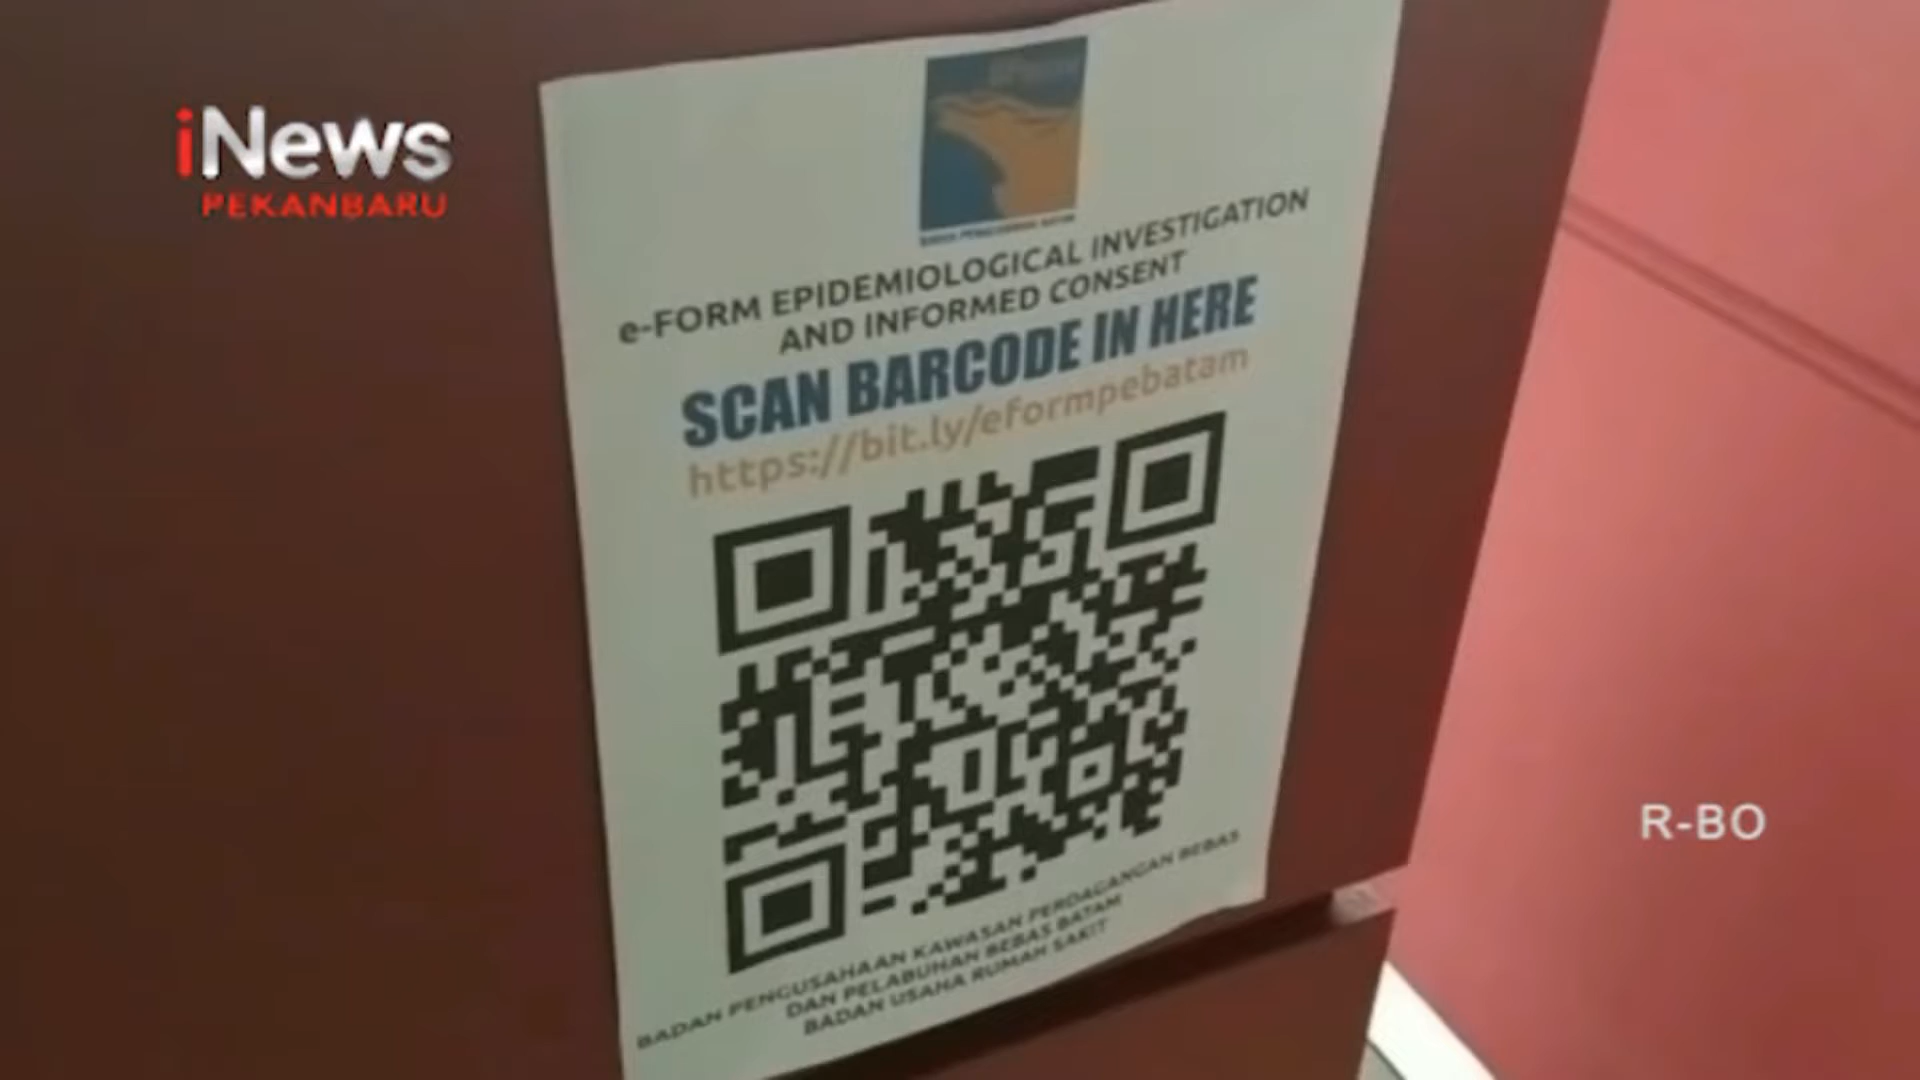 iNews
PEKANBARU
e-FORM EPIDEMIOLOGICAL INVESTIGATION
AND INFORMED CONSENT
SCAN BARCODE IN HERE
https://bit.ly/eformpebatam
BADAN PENGUSAHAAN KAWASAN PERDAGANGAN BEBAS
DAN PELABUHAN BEBAS BATAM
BADAN USAHA RUMAH SAKIT
R-BO